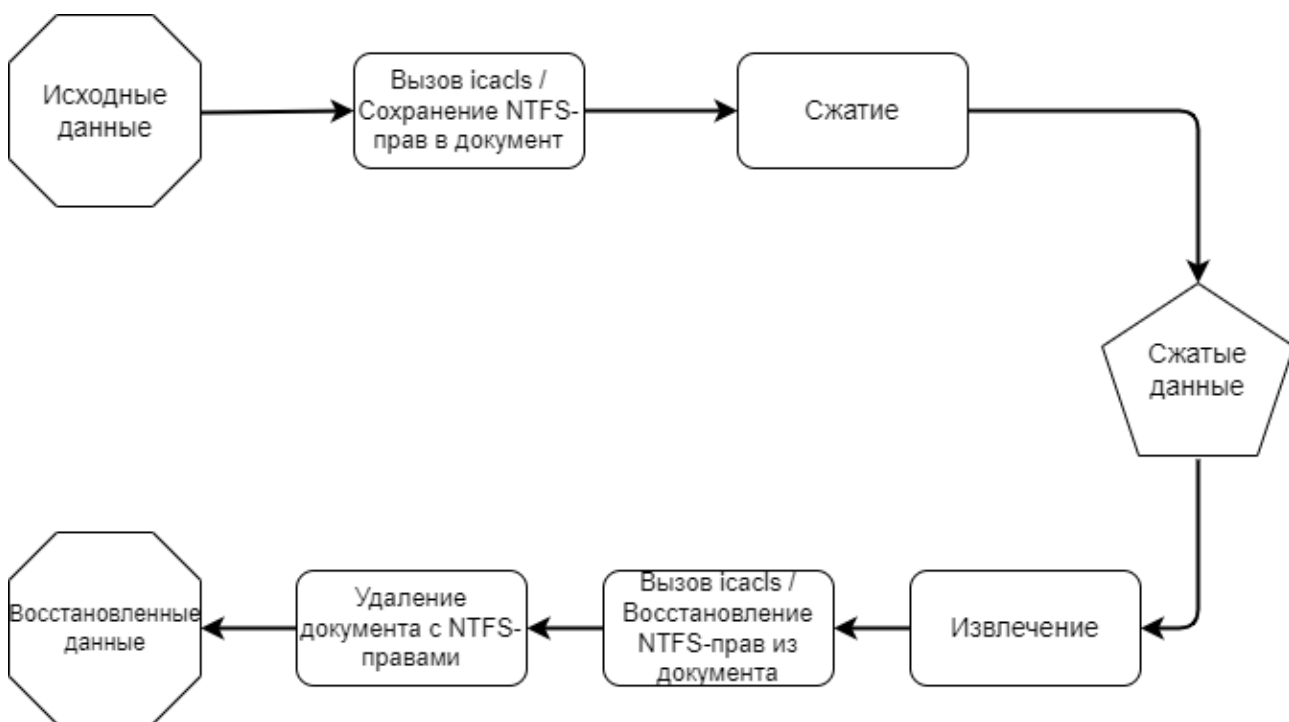 Исходные
данные
Вызов icacls /
Сохранение NTFS-
прав в документ
Сжатие
Сжатые
данные
Извлечение
Вызов icacls /
Восстановление
NTFS-прав из
документа
Удаление
документа с NTFS-
правами
Восстановленные
данные